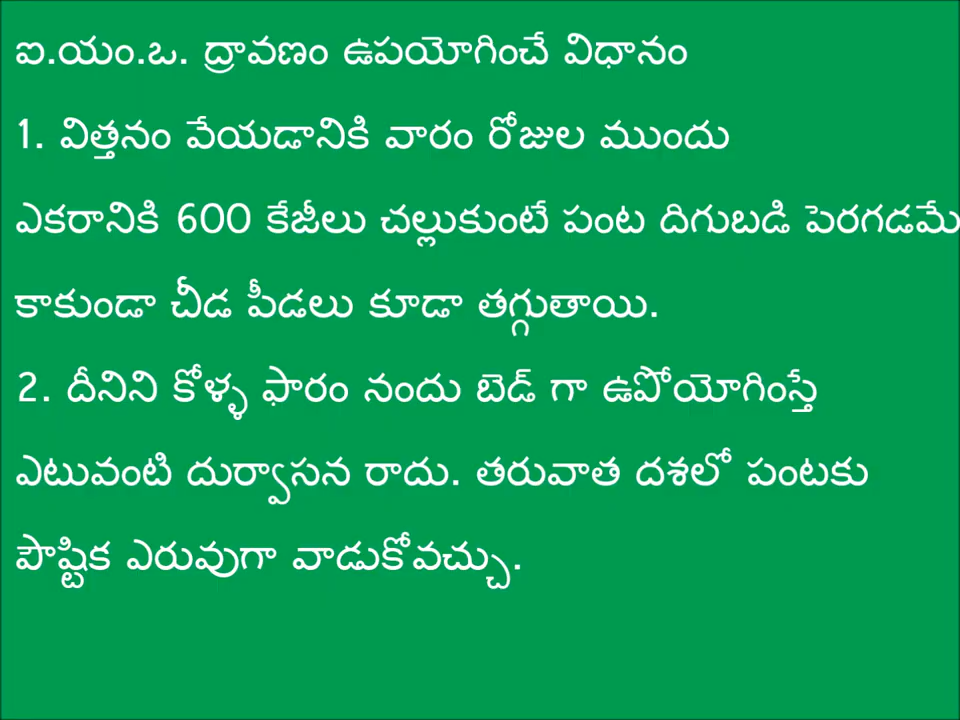 ఐ.యం.ఒ. ద్రావణం ఉపయోగించే విధానం
1. విత్తనం వేయడానికి వారం రోజుల ముందు
ఎకరానికి 600 కేజీలు చల్లుకుంటే పంట దిగుబడి పెరగడమే
కాకుండా చీడ పీడలు కూడా తగ్గుతాయి.
2. దీనిని కోళ్ళ ఫారం నందు బెడ్ గా ఉపోయోగింస్తే
ఎటువంటి దుర్వాసన రాదు. తరువాత దశలో పంటకు
పౌష్టిక ఎరువుగా వాడుకోవచ్చు.